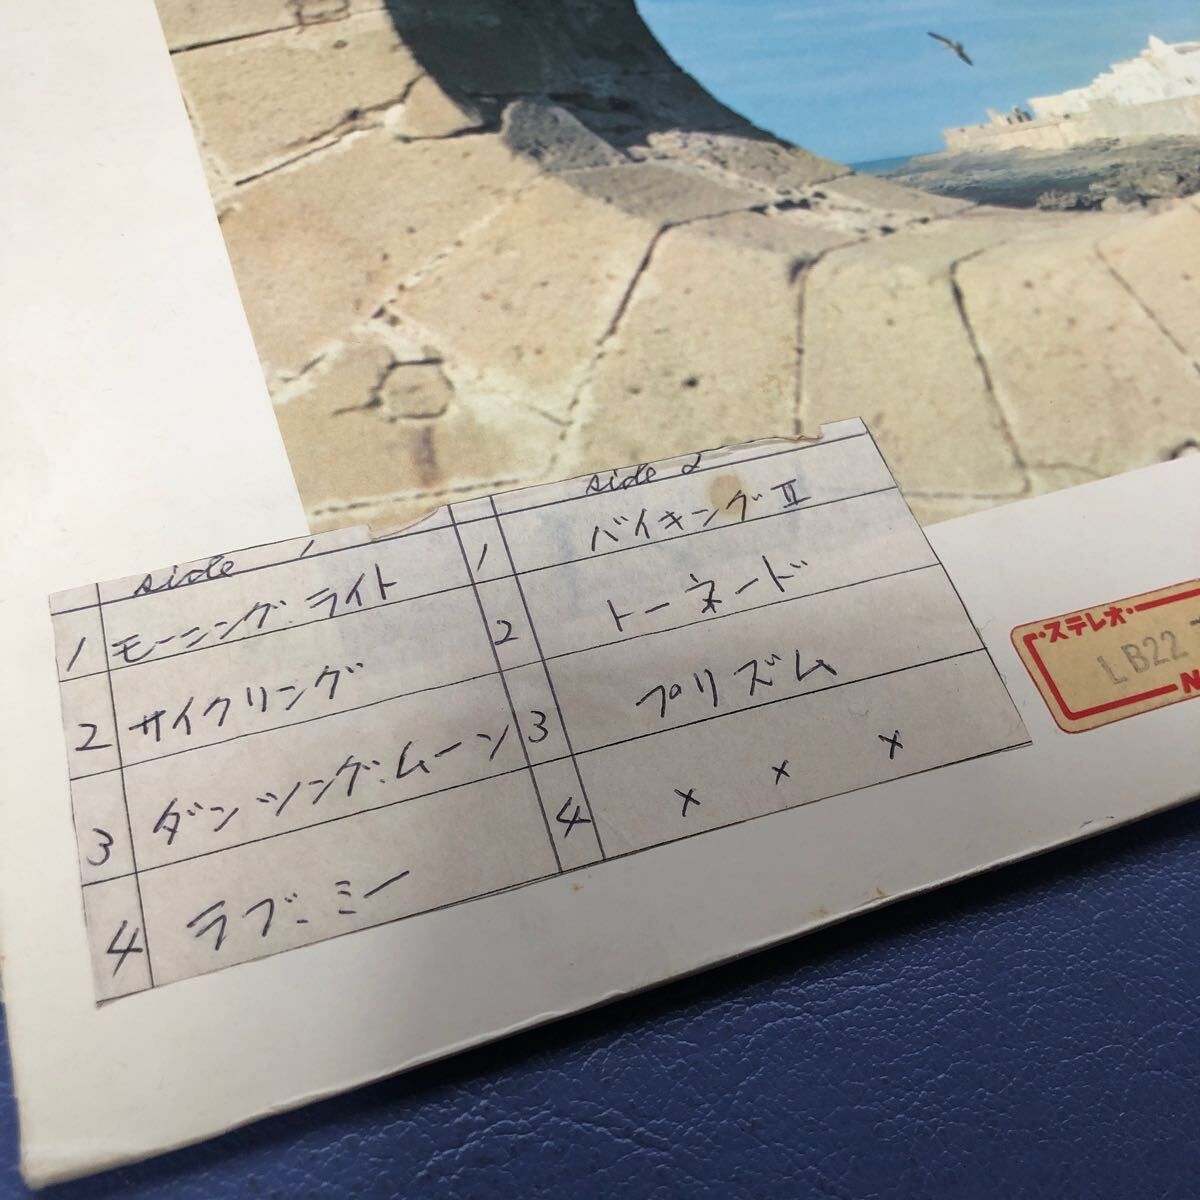 side 1
1 モーニング・ライト
2 サイクリング
3 ダンツング・ムーン
4 ラブ・ミー
side 2
1 バイキングⅡ
2 トーネード
3 プリズム
4 × × ×
・ステレオ・
LB22
N